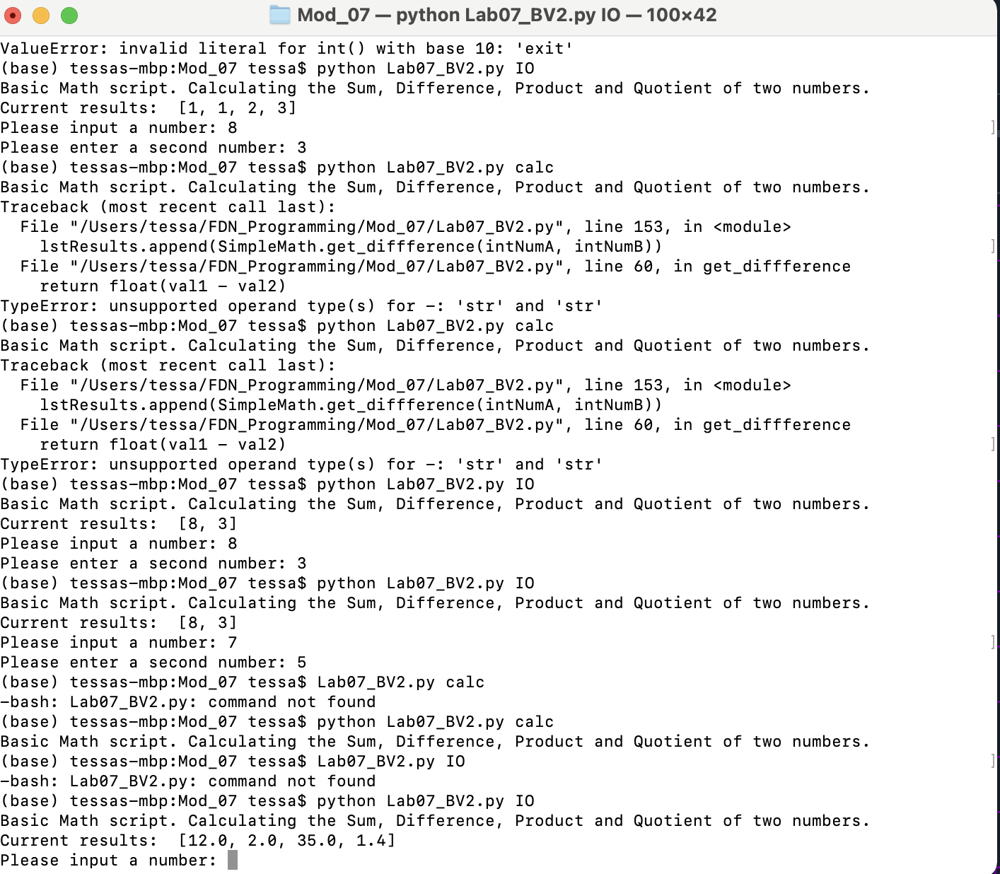 Mod_07 — python Lab07_BV2.py IO — 100×42
ValueError: invalid literal for int() with base 10: 'exit'
(base) tessas-mbp:Mod_07 tessa$ python Lab07_BV2.py IO
Basic Math script. Calculating the Sum, Difference, Product and Quotient of two numbers.
Current results:  [1, 1, 2, 3]
Please input a number: 8
Please enter a second number: 3
(base) tessas-mbp:Mod_07 tessa$ python Lab07_BV2.py calc
Basic Math script. Calculating the Sum, Difference, Product and Quotient of two numbers.
Traceback (most recent call last):
  File "/Users/tessa/FDN_Programming/Mod_07/Lab07_BV2.py", line 153, in <module>
    lstResults.append(SimpleMath.get_diffference(intNumA, intNumB))
  File "/Users/tessa/FDN_Programming/Mod_07/Lab07_BV2.py", line 60, in get_diffference
    return float(val1 - val2)
TypeError: unsupported operand type(s) for -: 'str' and 'str'
(base) tessas-mbp:Mod_07 tessa$ python Lab07_BV2.py calc
Basic Math script. Calculating the Sum, Difference, Product and Quotient of two numbers.
Traceback (most recent call last):
  File "/Users/tessa/FDN_Programming/Mod_07/Lab07_BV2.py", line 153, in <module>
    lstResults.append(SimpleMath.get_diffference(intNumA, intNumB))
  File "/Users/tessa/FDN_Programming/Mod_07/Lab07_BV2.py", line 60, in get_diffference
    return float(val1 - val2)
TypeError: unsupported operand type(s) for -: 'str' and 'str'
(base) tessas-mbp:Mod_07 tessa$ python Lab07_BV2.py IO
Basic Math script. Calculating the Sum, Difference, Product and Quotient of two numbers.
Current results:  [8, 3]
Please input a number: 8
Please enter a second number: 3
(base) tessas-mbp:Mod_07 tessa$ python Lab07_BV2.py IO
Basic Math script. Calculating the Sum, Difference, Product and Quotient of two numbers.
Current results:  [8, 3]
Please input a number: 7
Please enter a second number: 5
(base) tessas-mbp:Mod_07 tessa$ Lab07_BV2.py calc
-bash: Lab07_BV2.py: command not found
(base) tessas-mbp:Mod_07 tessa$ python Lab07_BV2.py calc
Basic Math script. Calculating the Sum, Difference, Product and Quotient of two numbers.
(base) tessas-mbp:Mod_07 tessa$ Lab07_BV2.py IO
-bash: Lab07_BV2.py: command not found
(base) tessas-mbp:Mod_07 tessa$ python Lab07_BV2.py IO
Basic Math script. Calculating the Sum, Difference, Product and Quotient of two numbers.
Current results:  [12.0, 2.0, 35.0, 1.4]
Please input a number: